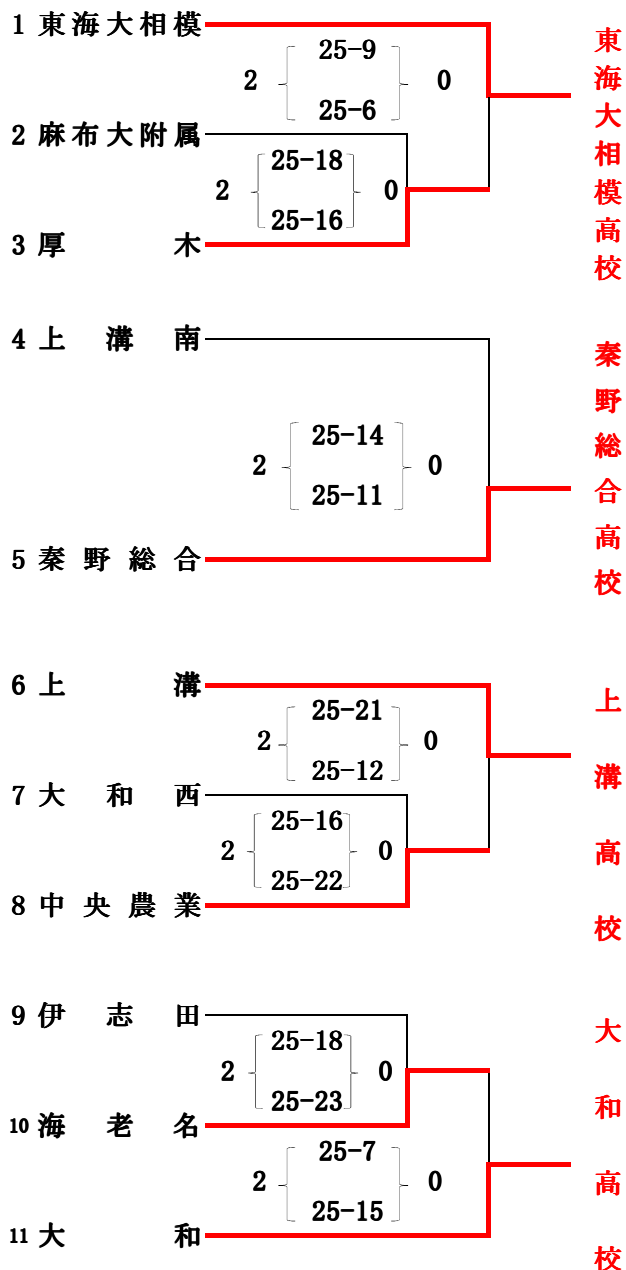 1 東海大相模
25-9
2 0
25-6
2 麻布大附属
25-18
2 0
25-16
3 厚木
東海大相模高校
4 上溝南
25-14
2 0
25-11
5 秦野総合
秦野総合高校
6 上溝
25-21
2 0
25-12
7 大和西
25-16
2 0
25-22
8 中央農業
上溝高校
9 伊志田
25-18
2 0
25-23
10 海老名
25-7
2 0
25-15
11 大和
大和高校